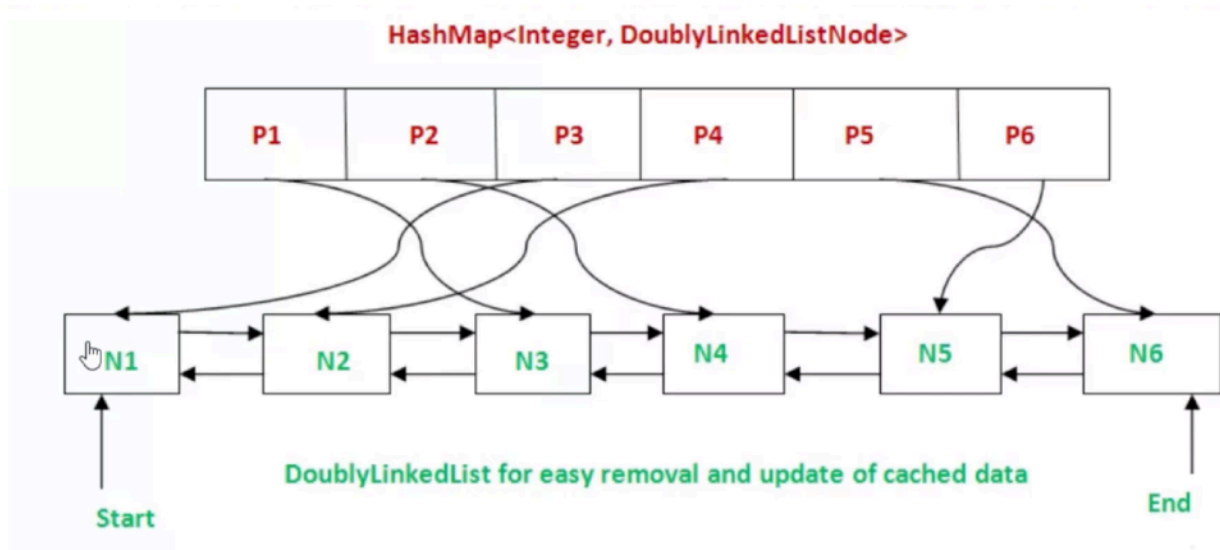 HashMap<Integer, DoublyLinkedListNode>
P1 P2 P3 P4 P5 P6
N1 N2 N3 N4 N5 N6
DoublyLinkedList for easy removal and update of cached data
Start End